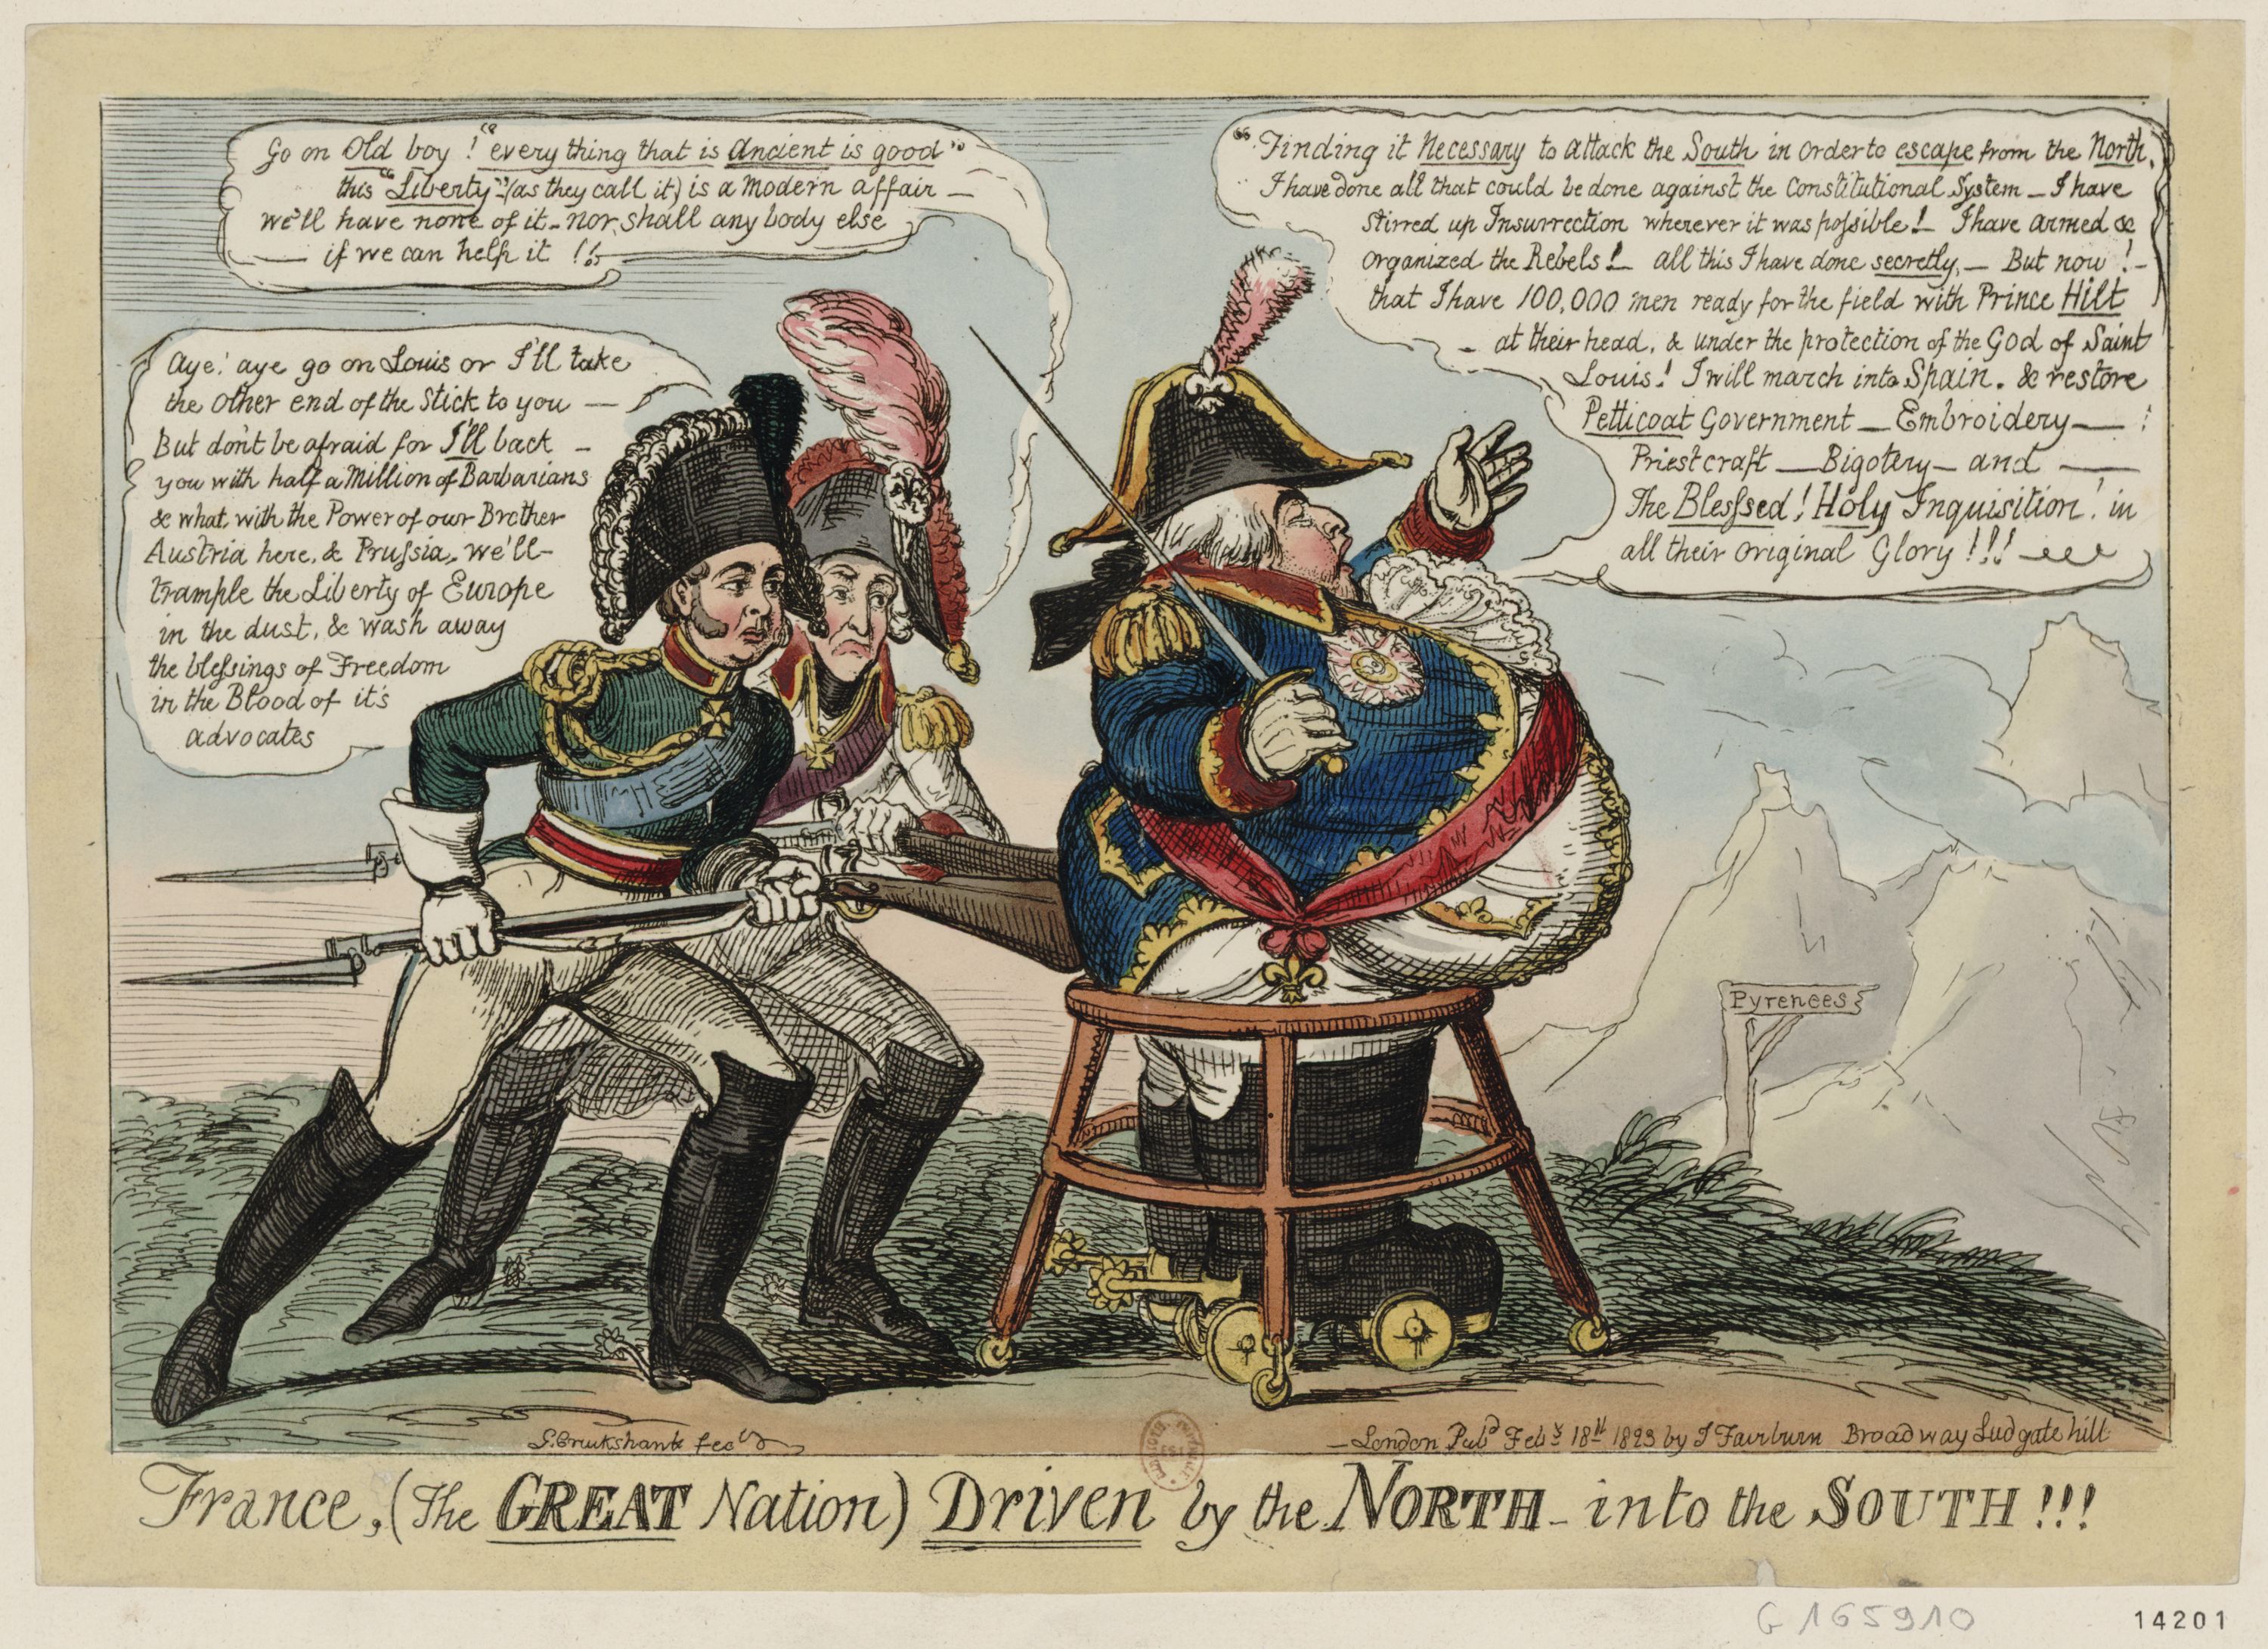 Go on Old boy! "every thing that is Ancient is good"
this "Liberty" (as they call it) is a Modern affair —
we'll have none of it - nor shall any body else
— if we can help it !!
Aye! aye go on Louis or I'll take
the other end of the Stick to you —
But don't be afraid for I'll back —
you with half a Million of Barbarians
& what with the Power of our Brother
Austria here, & Prussia, we'll -
trample the Liberty of Europe
in the dust, & wash away
the blessings of Freedom
in the Blood of it's
advocates
"Finding it Necessary to attack the South in order to escape from the North,
I have done all that could be done against the Constitutional System — I have
Stirred up Insurrection wherever it was possible! — I have armed &
organized the Rebels! — all this I have done secretly, — But now ! -
that I have 100,000 men ready for the field with Prince Hilt
- at their head, & under the protection of the God of Saint
Louis! I will march into Spain. & restore
Petticoat Government — Embroidery — !
Priestcraft — Bigotery — and —
The Blessed! Holy Inquisition! in
all their original Glory !!!
Pyrenees
G. Cruikshank fect
— London Pubd Feby 18th 1823 by J Fairburn Broadway Ludgate hill
France, (The GREAT Nation) Driven by the NORTH - into the SOUTH !!!
G 165910
14201